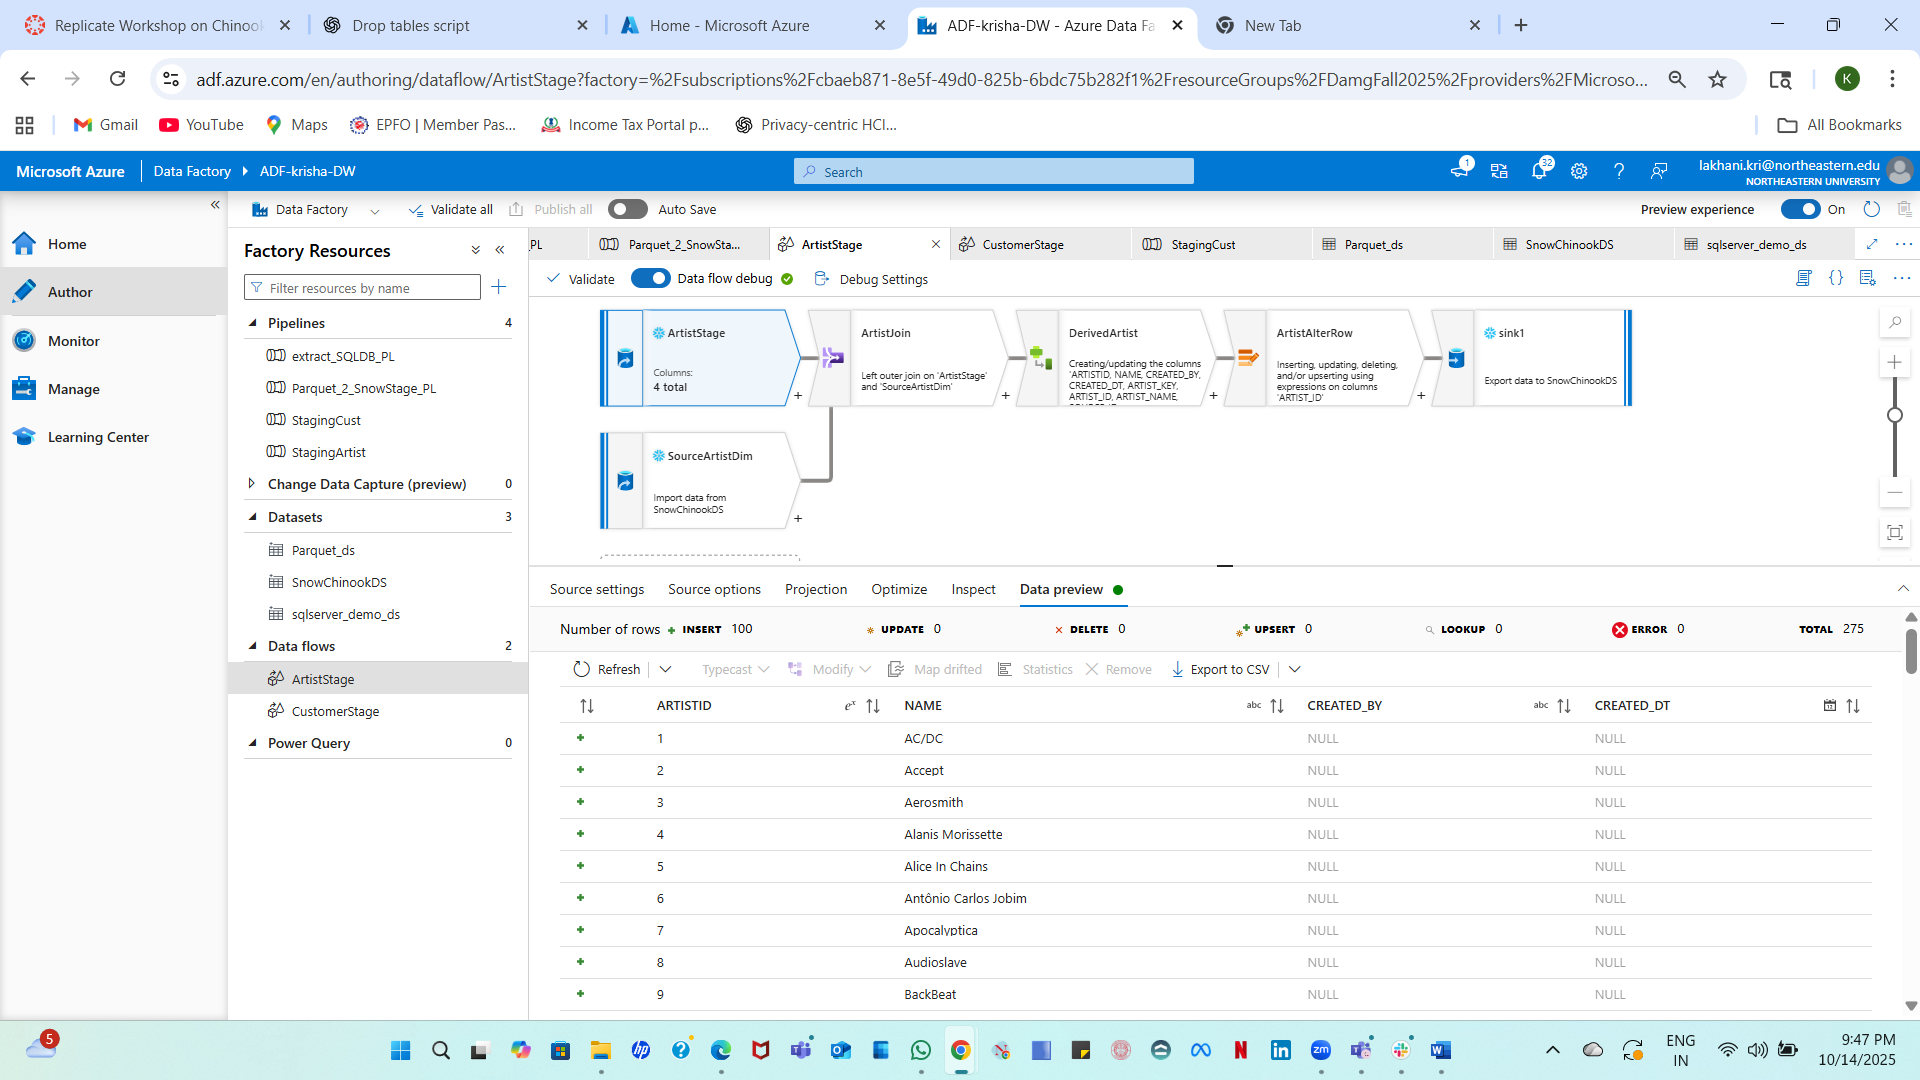 Replicate Workshop on Chinook
Drop tables script
Home - Microsoft Azure
ADF-krisha-DW - Azure Data Fa
New Tab
adf.azure.com/en/authoring/dataflow/ArtistStage?factory=%2Fsubscriptions%2Fcbaeb871-8e5f-49d0-825b-6bdc75b282f1%2FresourceGroups%2FDamgFall2025%2Fproviders%2FMicroso...
K
Gmail
YouTube
Maps
EPFO | Member Pas...
Income Tax Portal p...
Privacy-centric HCI...
All Bookmarks
Microsoft Azure
Data Factory
ADF-krisha-DW
Search
1
32
lakhani.kri@northeastern.edu
NORTHEASTERN UNIVERSITY
Home
Author
Monitor
Manage
Learning Center
Data Factory
Validate all
Publish all
Auto Save
Preview experience
On
Factory Resources
Filter resources by name
Pipelines 4
extract_SQLDB_PL
Parquet_2_SnowStage_PL
StagingCust
StagingArtist
Change Data Capture (preview) 0
Datasets 3
Parquet_ds
SnowChinookDS
sqlserver_demo_ds
Data flows 2
ArtistStage
CustomerStage
Power Query 0
_PL
Parquet_2_SnowSta...
ArtistStage
CustomerStage
StagingCust
Parquet_ds
SnowChinookDS
sqlserver_demo_ds
Validate
Data flow debug
Debug Settings
ArtistStage
Columns:
4 total
ArtistJoin
Left outer join on 'ArtistStage'
and 'SourceArtistDim'
DerivedArtist
Creating/updating the columns
'ARTISTID, NAME, CREATED_BY,
CREATED_DT, ARTIST_KEY,
ARTIST_ID, ARTIST_NAME,
ArtistAlterRow
Inserting, updating, deleting,
and/or upserting using
expressions on columns
'ARTIST_ID'
sink1
Export data to SnowChinookDS
SourceArtistDim
Import data from
SnowChinookDS
Source settings
Source options
Projection
Optimize
Inspect
Data preview
Number of rows
INSERT 100
UPDATE 0
DELETE 0
UPSERT 0
LOOKUP 0
ERROR 0
TOTAL 275
Refresh
Typecast
Modify
Map drifted
Statistics
Remove
Export to CSV
ARTISTID
NAME abc
CREATED_BY abc
CREATED_DT
1 AC/DC NULL NULL
2 Accept NULL NULL
3 Aerosmith NULL NULL
4 Alanis Morissette NULL NULL
5 Alice In Chains NULL NULL
6 Antônio Carlos Jobim NULL NULL
7 Apocalyptica NULL NULL
8 Audioslave NULL NULL
9 BackBeat NULL NULL
5
ENG
IN
9:47 PM
10/14/2025